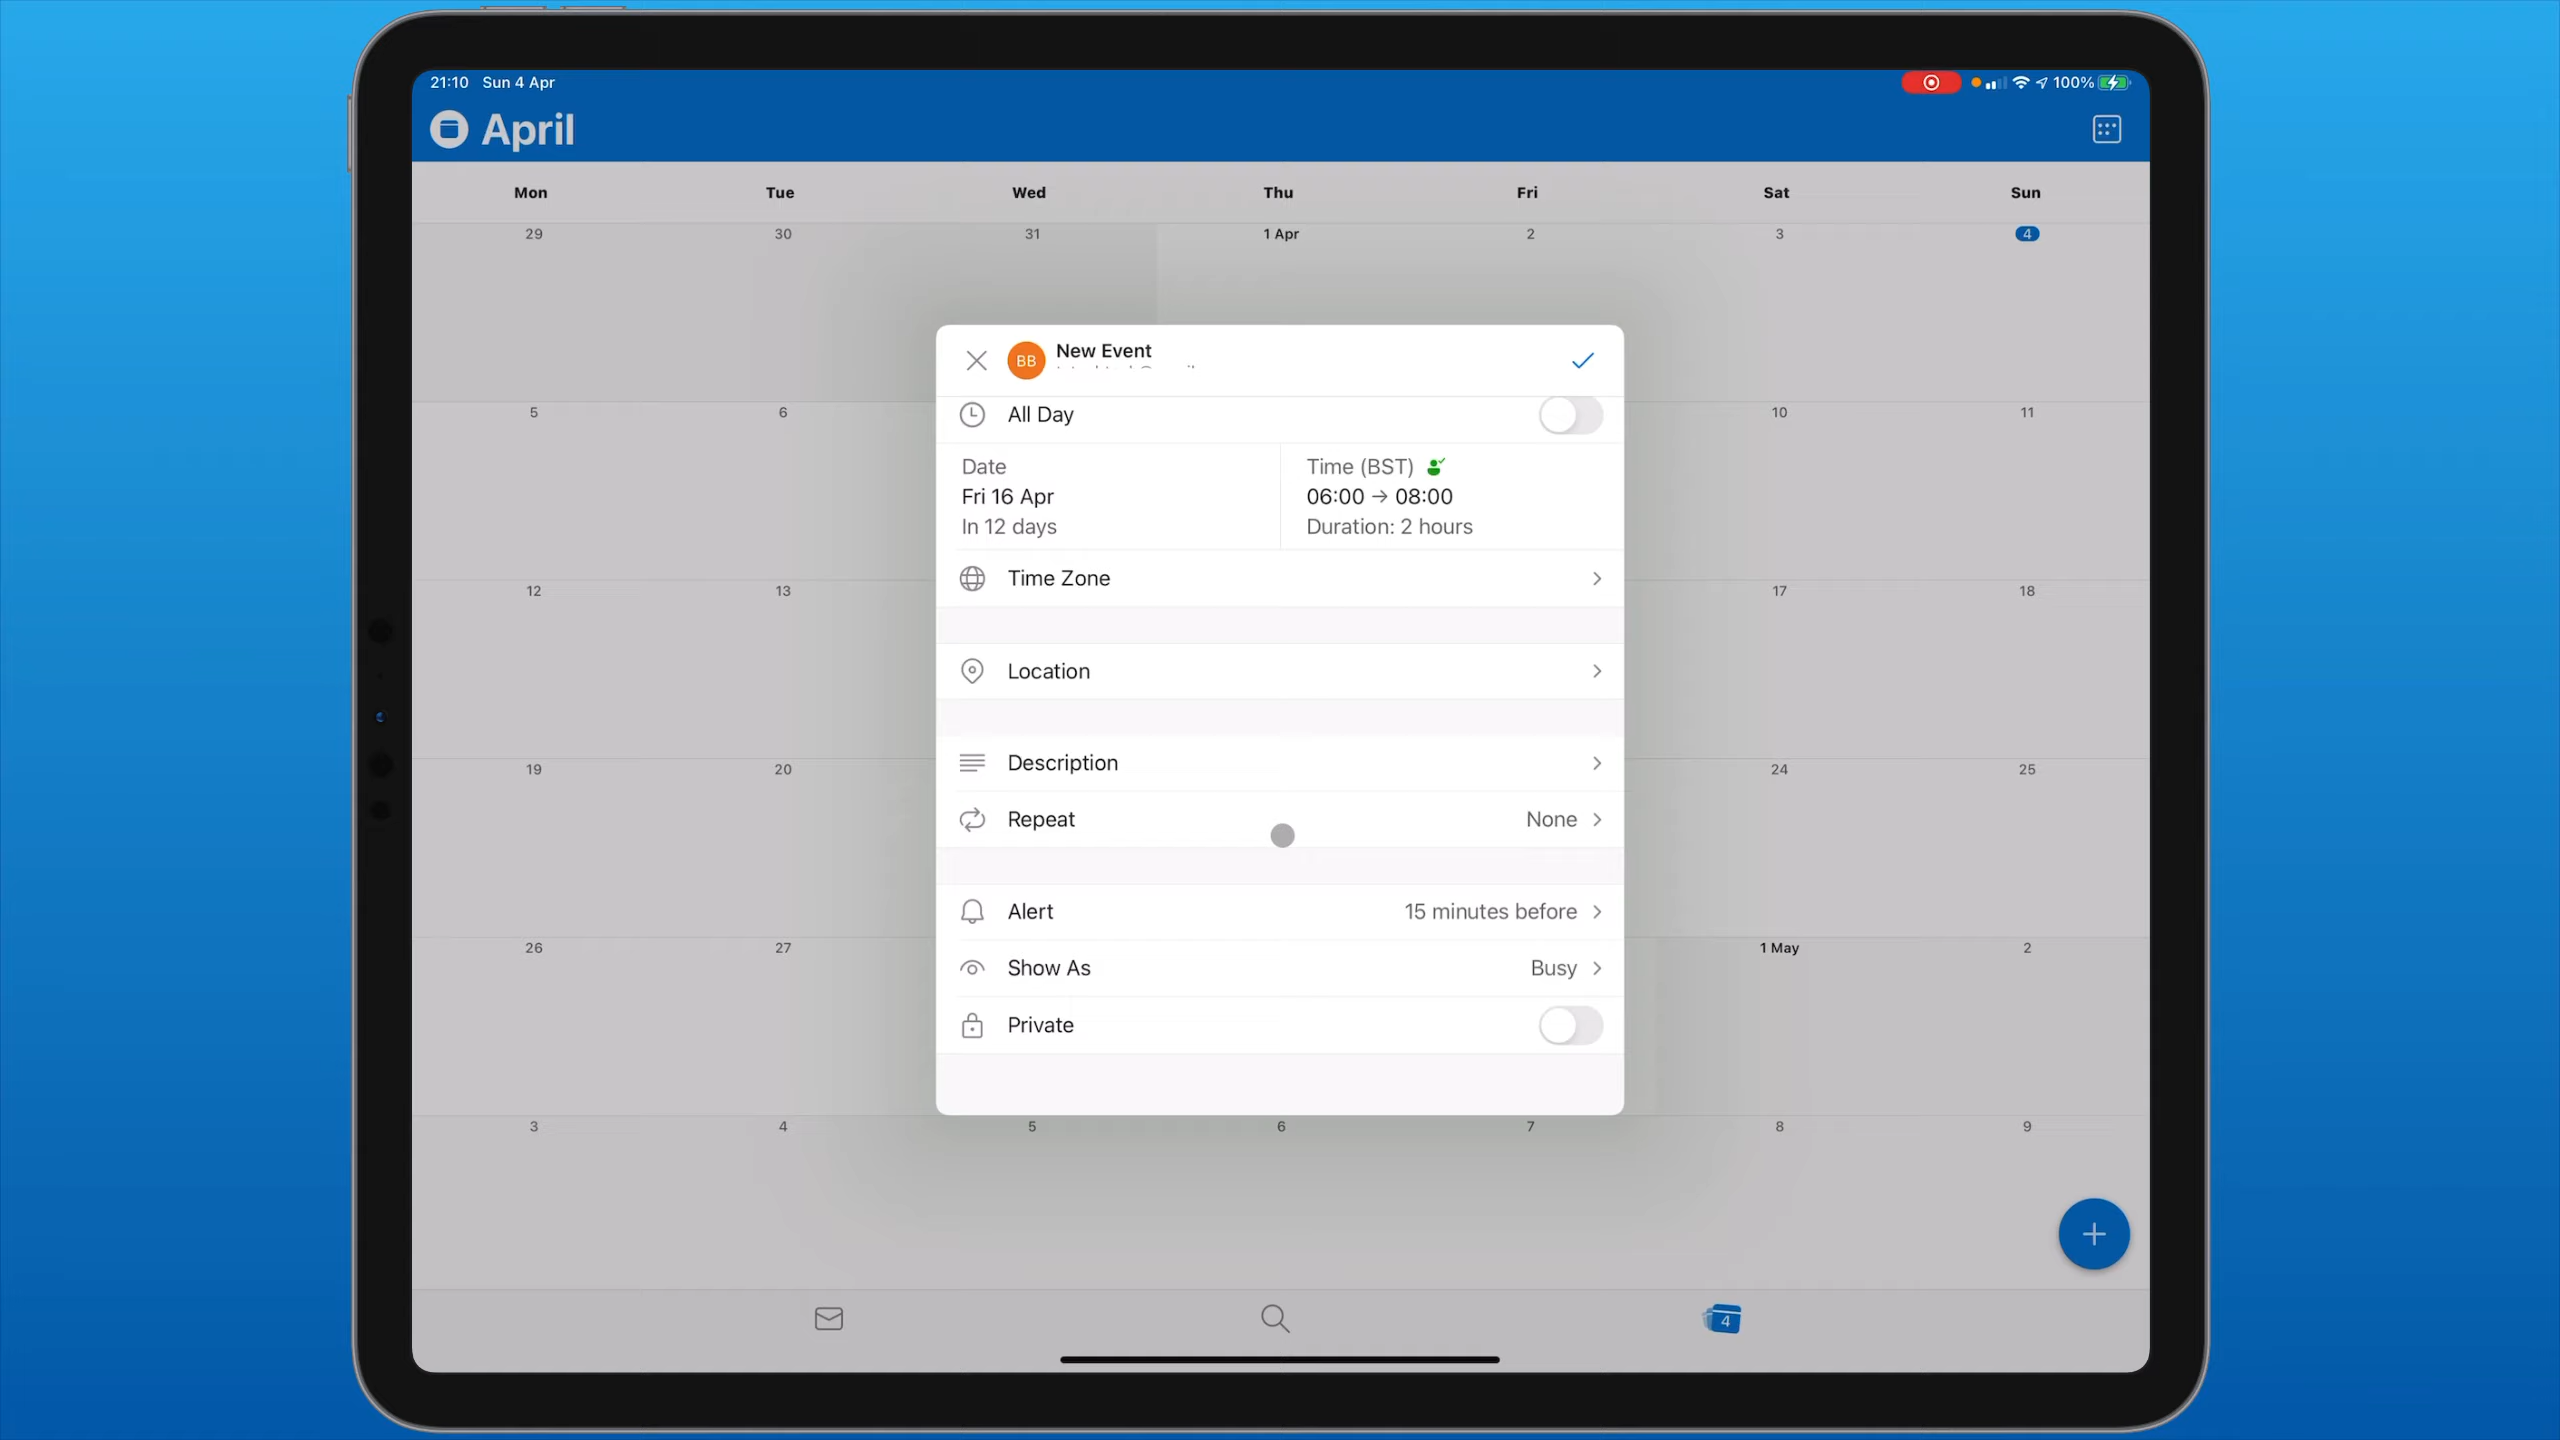 21:10 Sun 4 Apr
100%
April
Mon Tue Wed Thu Fri Sat Sun
29 30 31 1 Apr 2 3 4
BB New Event
All Day
5 6 10 11
Date
Fri 16 Apr
In 12 days
Time (BST)
06:00 → 08:00
Duration: 2 hours
Time Zone
12 13 17 18
Location
Description
19 20 24 25
Repeat None
Alert 15 minutes before
26 27 1 May 2
Show As Busy
Private
3 4 5 6 7 8 9
4